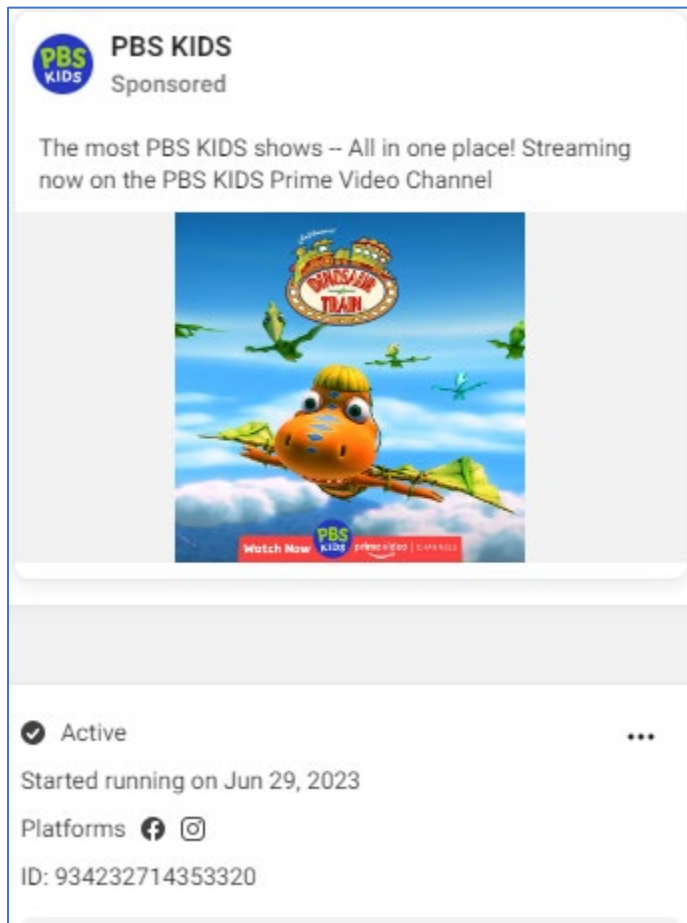 PBS KIDS
PBS KIDS
Sponsored
The most PBS KIDS shows -- All in one place! Streaming
now on the PBS KIDS Prime Video Channel
DINOSAUR
TRAIN
Watch Now PBS KIDS prime video | CHANNELS
Active
Started running on Jun 29, 2023
Platforms
ID: 934232714353320